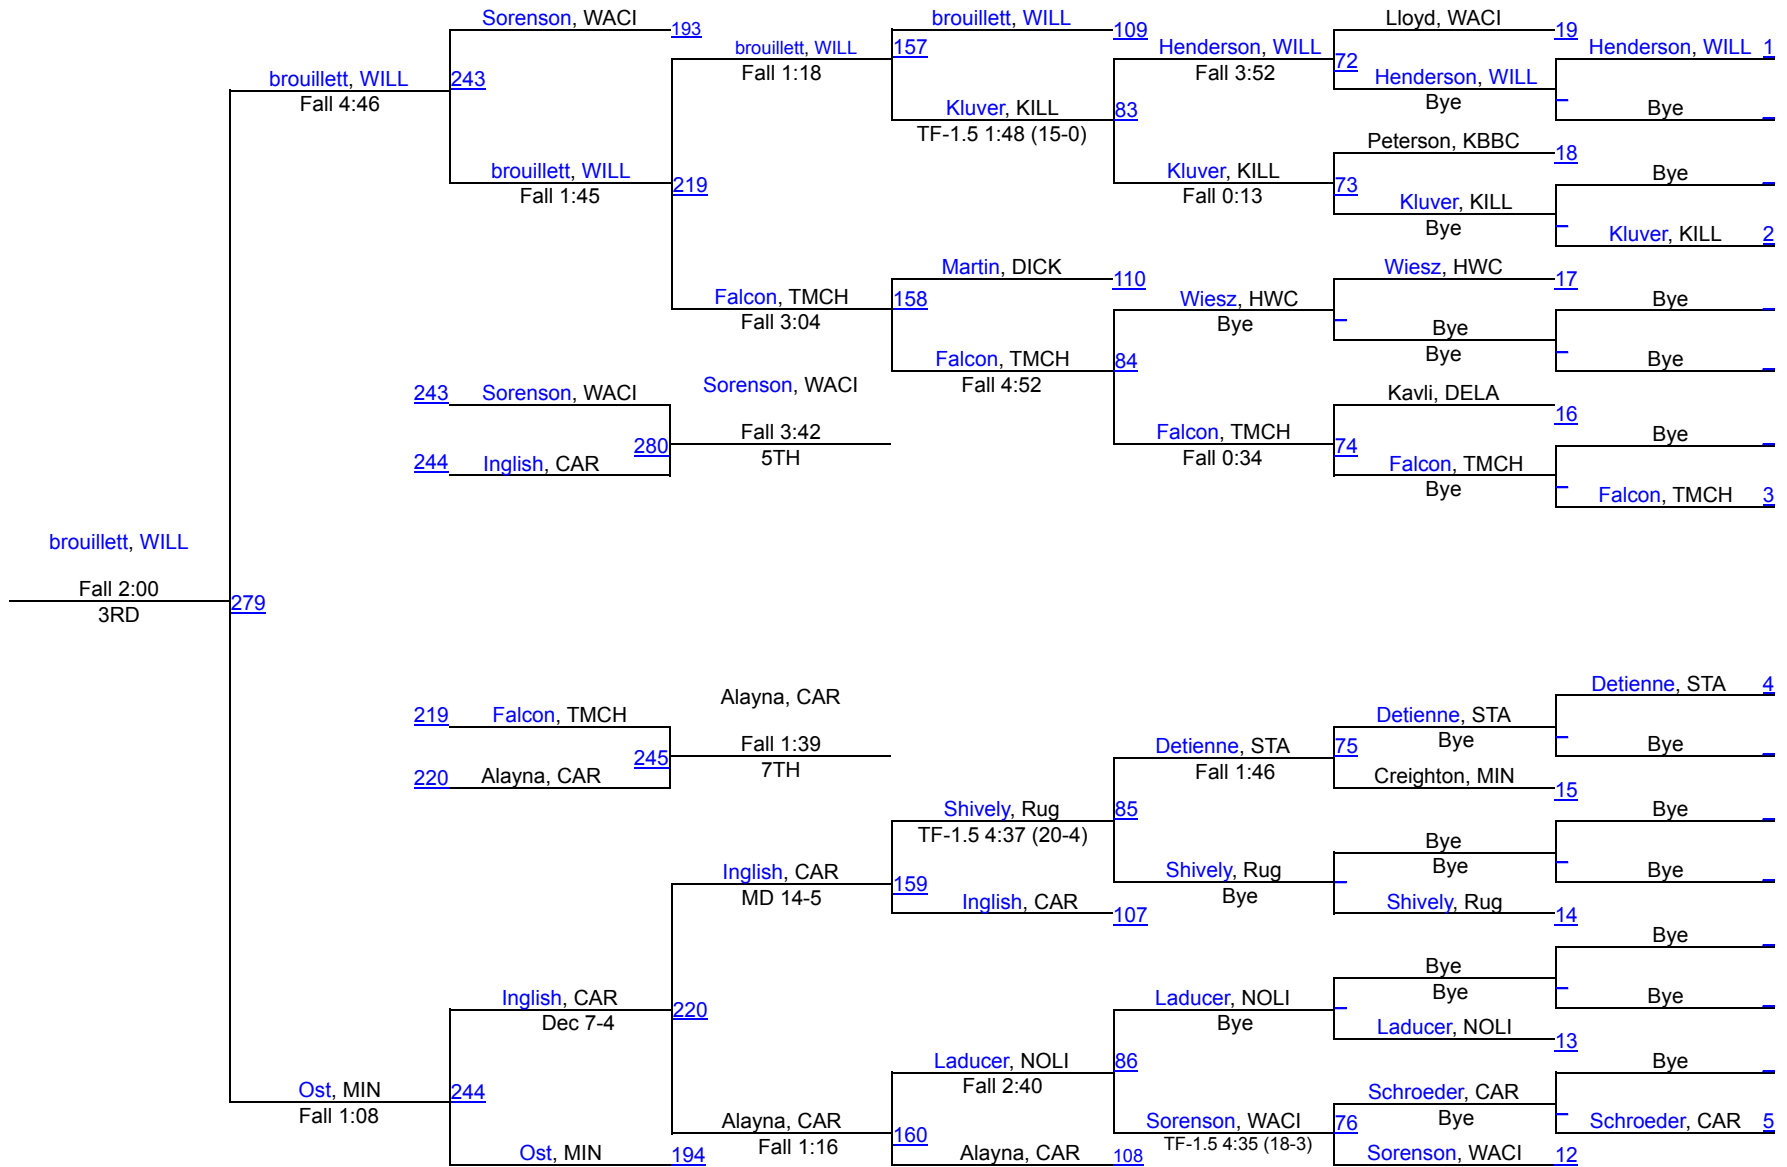 Sorenson, WACI
193
brouillett, WILL
109
Lloyd, WACI
19
brouillett, WILL
Fall 1:18
157
Henderson, WILL
Fall 3:52
72
Henderson, WILL 1
brouillett, WILL
Fall 4:46
243
Henderson, WILL
Bye
Bye
Kluver, KILL
TF-1.5 1:48 (15-0)
83
Peterson, KBBC
18
brouillett, WILL
Fall 1:45
219
Kluver, KILL
Fall 0:13
73
Bye
Kluver, KILL
Bye
Kluver, KILL 2
Martin, DICK
110
Wiesz, HWC
17
Falcon, TMCH
Fall 3:04
158
Wiesz, HWC
Bye
Bye
Bye
Bye
Bye
Falcon, TMCH
Fall 4:52
84
243 Sorenson, WACI
Sorenson, WACI
Kavli, DELA
16
280
Fall 3:42
5TH
Falcon, TMCH
Fall 0:34
74
Bye
244 Inglish, CAR
Falcon, TMCH
Bye
Falcon, TMCH 3
brouillett, WILL
Fall 2:00
3RD
279
Detienne, STA 4
219 Falcon, TMCH
Alayna, CAR
Detienne, STA
Bye
245
Fall 1:39
7TH
Detienne, STA
Fall 1:46
75
Bye
220 Alayna, CAR
Creighton, MIN
15
Shively, Rug
TF-1.5 4:37 (20-4)
85
Bye
Bye
Bye
Inglish, CAR
MD 14-5
159
Shively, Rug
Bye
Bye
Inglish, CAR
107
Shively, Rug
14
Bye
Bye
Bye
Inglish, CAR
Dec 7-4
220
Laducer, NOLI
Bye
Bye
Laducer, NOLI
13
Laducer, NOLI
Fall 2:40
86
Bye
Ost, MIN
Fall 1:08
244
Schroeder, CAR
Bye
Alayna, CAR
Fall 1:16
160
Sorenson, WACI
TF-1.5 4:35 (18-3)
76
Schroeder, CAR 5
Ost, MIN
194
Alayna, CAR
108
Sorenson, WACI
12